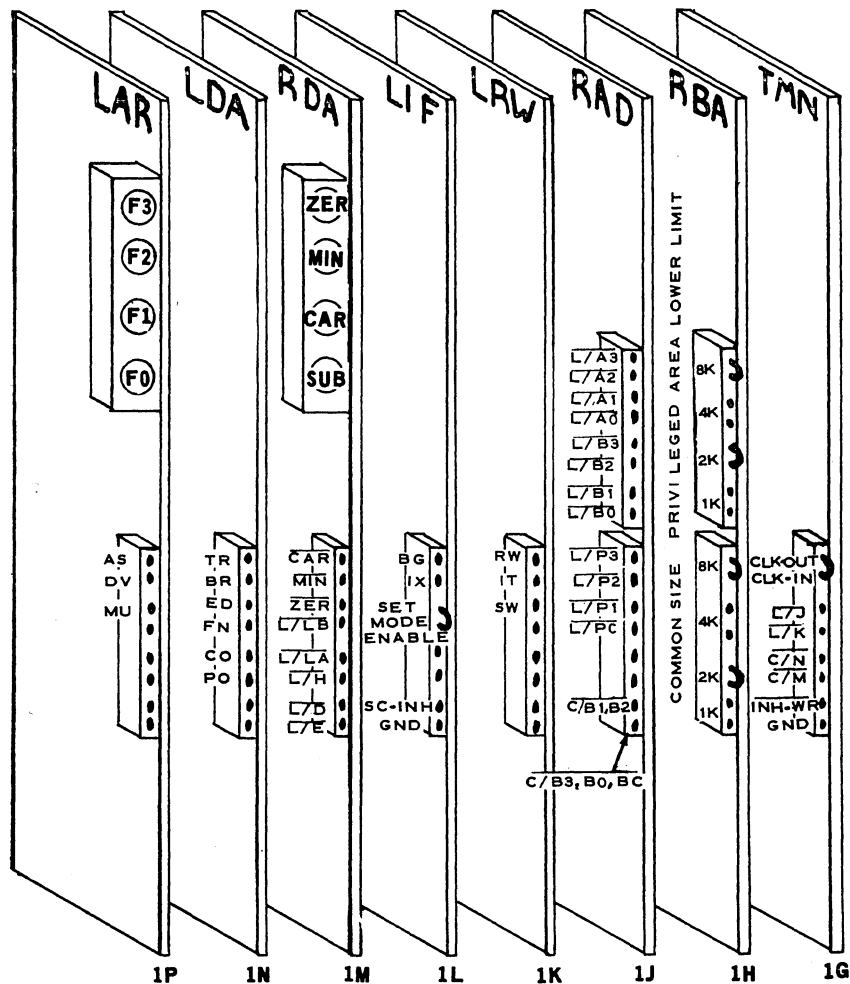 LAR
LDA
RDA
LIF
LRW
RAD
RBA
TMN
F3
F2
F1
F0
ZER
MIN
CAR
SUB
L/A3
L/A2
L/A1
L/A0
L/B3
L/B2
L/B1
L/B0
PRIVILEGED AREA LOWER LIMIT
8K
4K
2K
1K
AS
DV
MU
TR
BR
ED
FN
CO
PO
CAR
MIN
ZER
L/LB
L/LA
L/H
L/D
L/E
BG
IX
SET
MODE
ENABLE
SC-INH
GND
RW
IT
SW
L/P3
L/P2
L/P1
L/P0
C/B1,B2
C/B3,B0,BC
COMMON SIZE
8K
4K
2K
1K
CLK-OUT
CLK-IN
L/J
L/K
C/N
C/M
INH-WR
GND
1P
1N
1M
1L
1K
1J
1H
1G